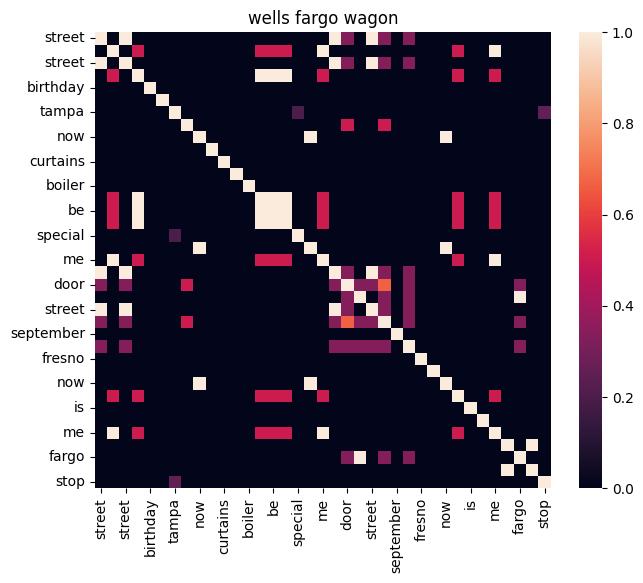 wells fargo wagon
street
street
birthday
tampa
now
curtains
boiler
be
special
me
door
street
september
fresno
now
is
me
fargo
stop
1.0
0.8
0.6
0.4
0.2
0.0
street
street
birthday
tampa
now
curtains
boiler
be
special
me
door
street
september
fresno
now
is
me
fargo
stop